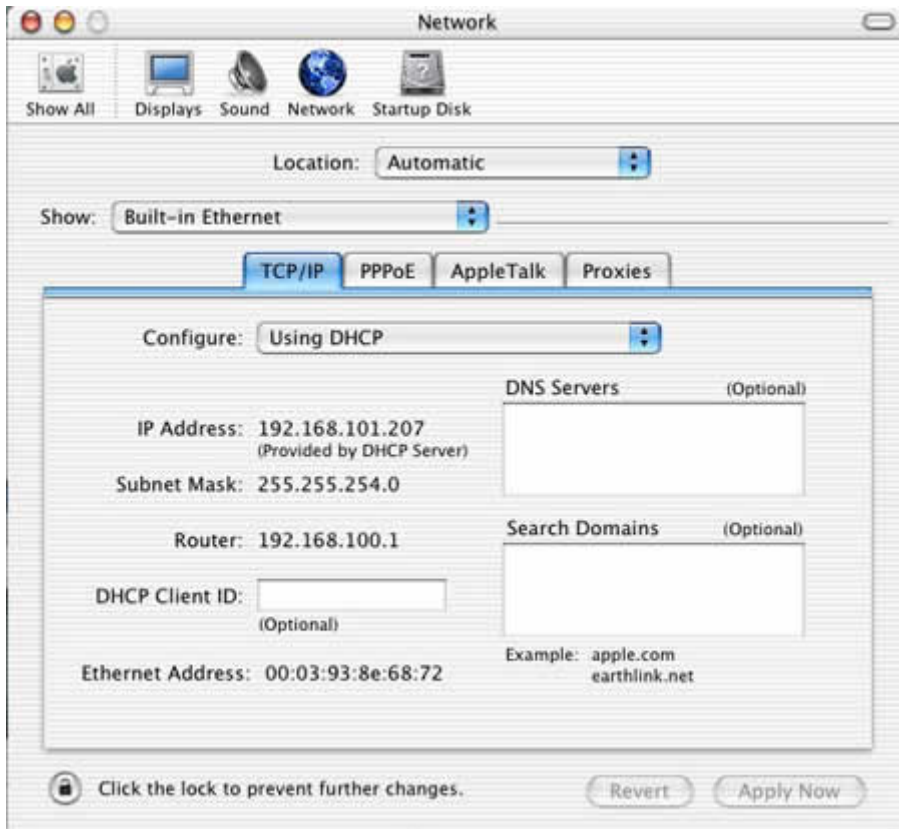 Network
Show All Displays Sound Network Startup Disk
Location: Automatic
Show: Built-in Ethernet
TCP/IP PPPoE AppleTalk Proxies
Configure: Using DHCP
DNS Servers (Optional)
IP Address: 192.168.101.207
(Provided by DHCP Server)
Subnet Mask: 255.255.254.0
Router: 192.168.100.1
Search Domains (Optional)
DHCP Client ID:
(Optional)
Example: apple.com
earthlink.net
Ethernet Address: 00:03:93:8e:68:72
Click the lock to prevent further changes.
Revert Apply Now